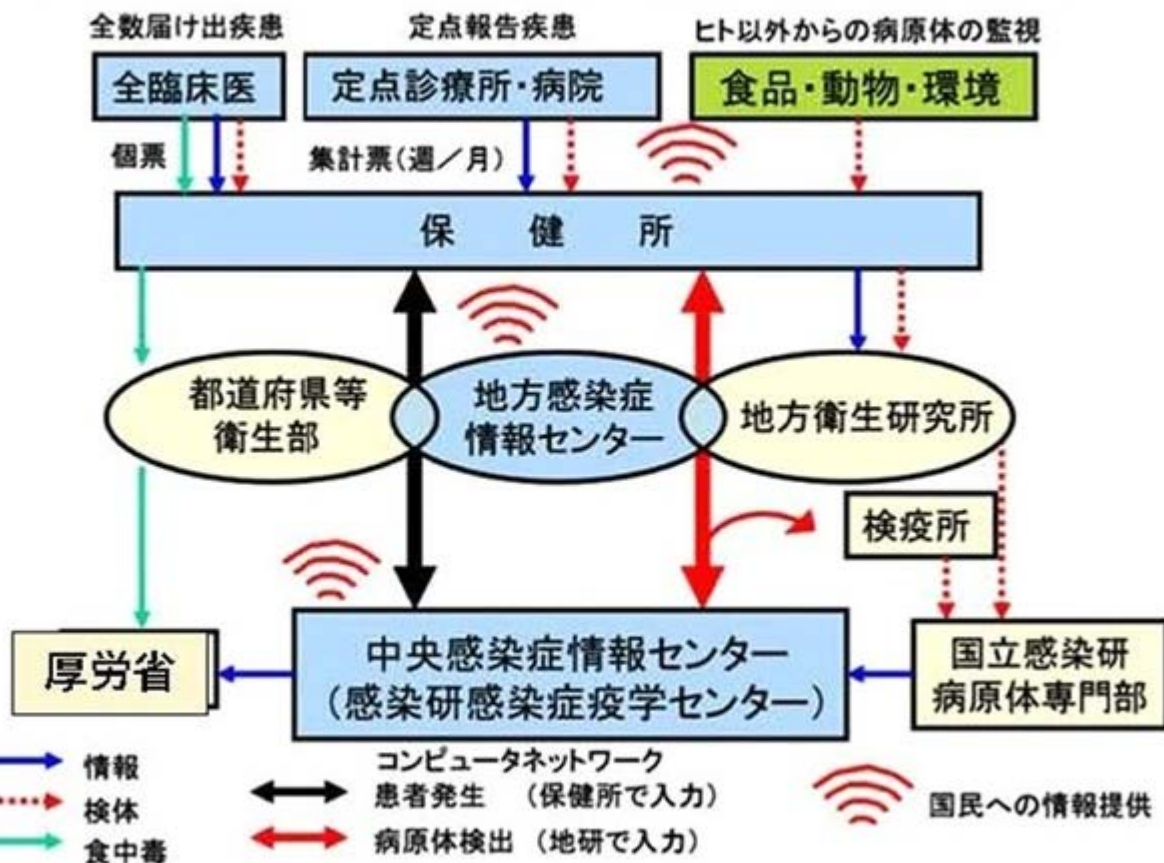 全数届け出疾患
定点報告疾患
ヒト以外からの病原体の監視
全臨床医
定点診療所・病院
食品・動物・環境
個票
集計票(週／月)
保　健　所
都道府県等
衛生部
地方感染症
情報センター
地方衛生研究所
検疫所
厚労省
中央感染症情報センター
(感染研感染症疫学センター)
国立感染研
病原体専門部
情報
検体
食中毒
コンピュータネットワーク
患者発生 (保健所で入力)
病原体検出 (地研で入力)
国民への情報提供